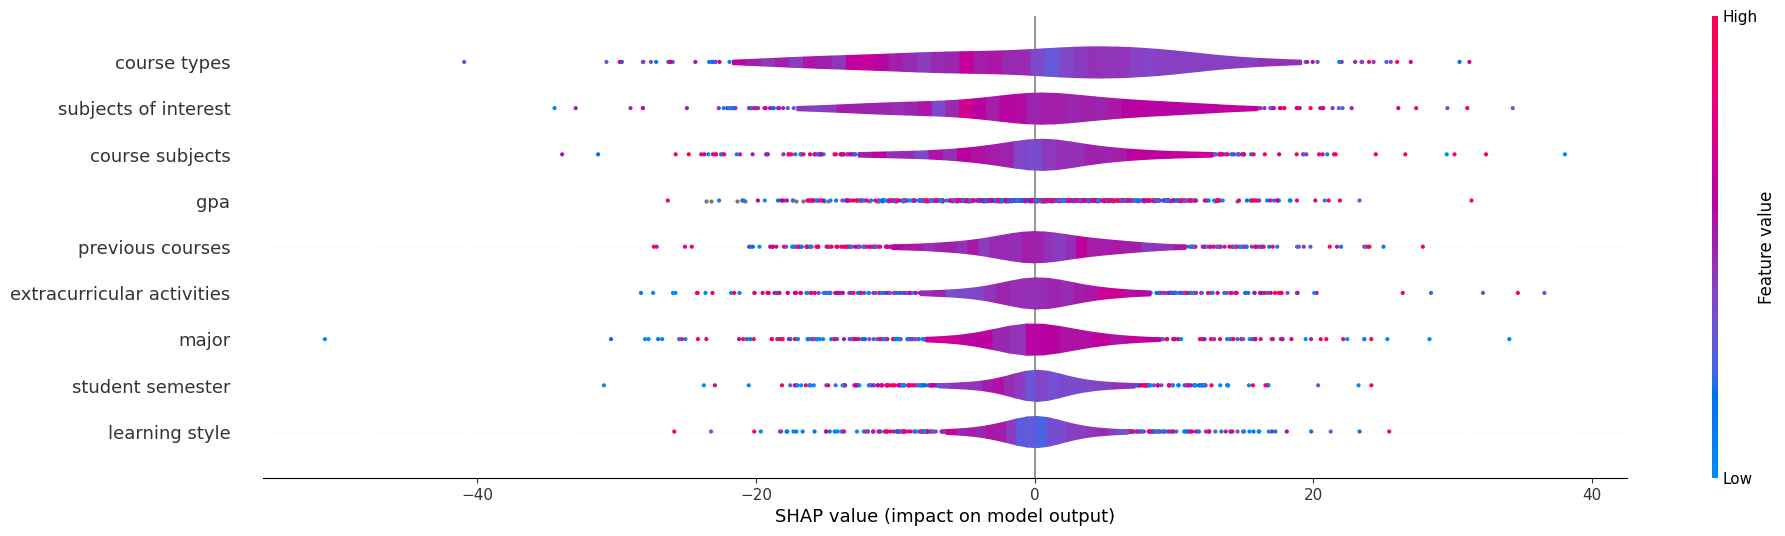 High
course types
subjects of interest
course subjects
gpa
previous courses
extracurricular activities
major
student semester
learning style
Feature value
Low
−40
−20
0
20
40
SHAP value (impact on model output)